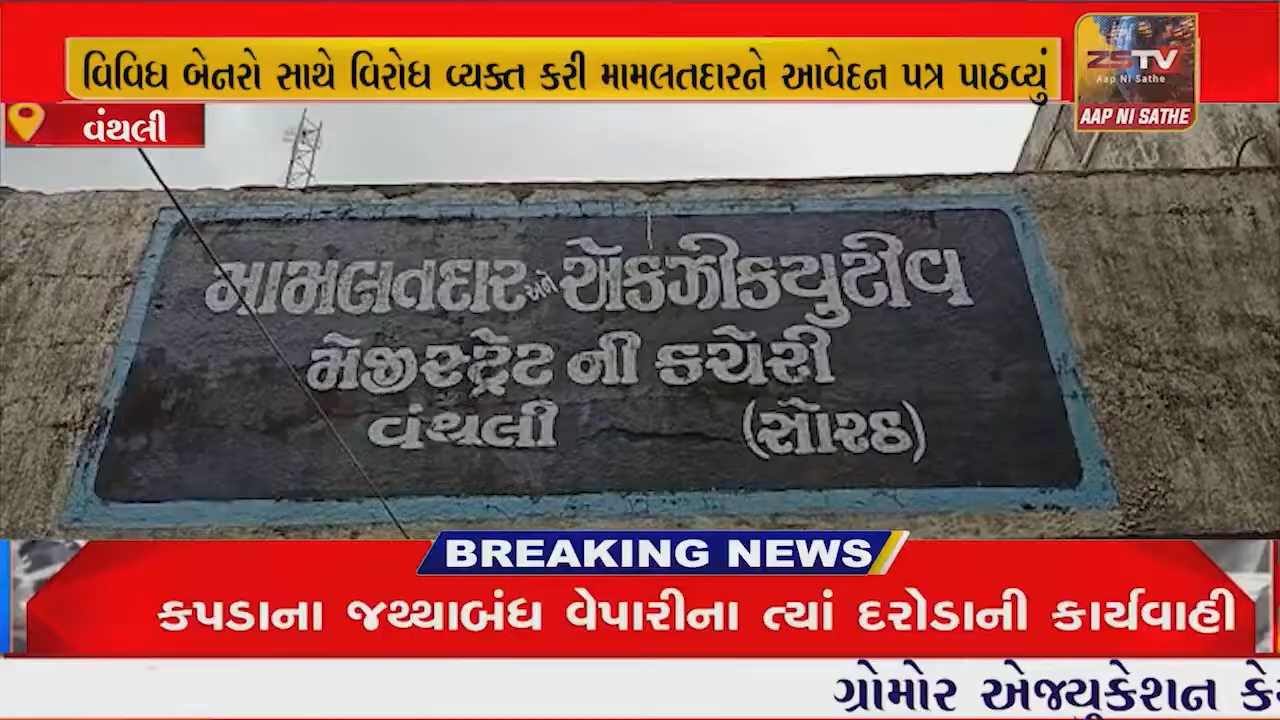 વિવિધ બેનરો સાથે વિરોધ વ્યક્ત કરી મામલતદારને આવેદન પત્ર પાઠવ્યું
ZSTV
Aap Ni Sathe
AAP NI SATHE
વંથલી
મામલતદાર અને ઍકઝીકયુટીવ
મેજીસ્ટ્રેટ ની કચેરી
વંથલી (સૉરઠ)
BREAKING NEWS
કપડાના જથ્થાબંધ વેપારીના ત્યાં દરોડાની કાર્યવાહી
ગ્રોમોર એજ્યુકેશન